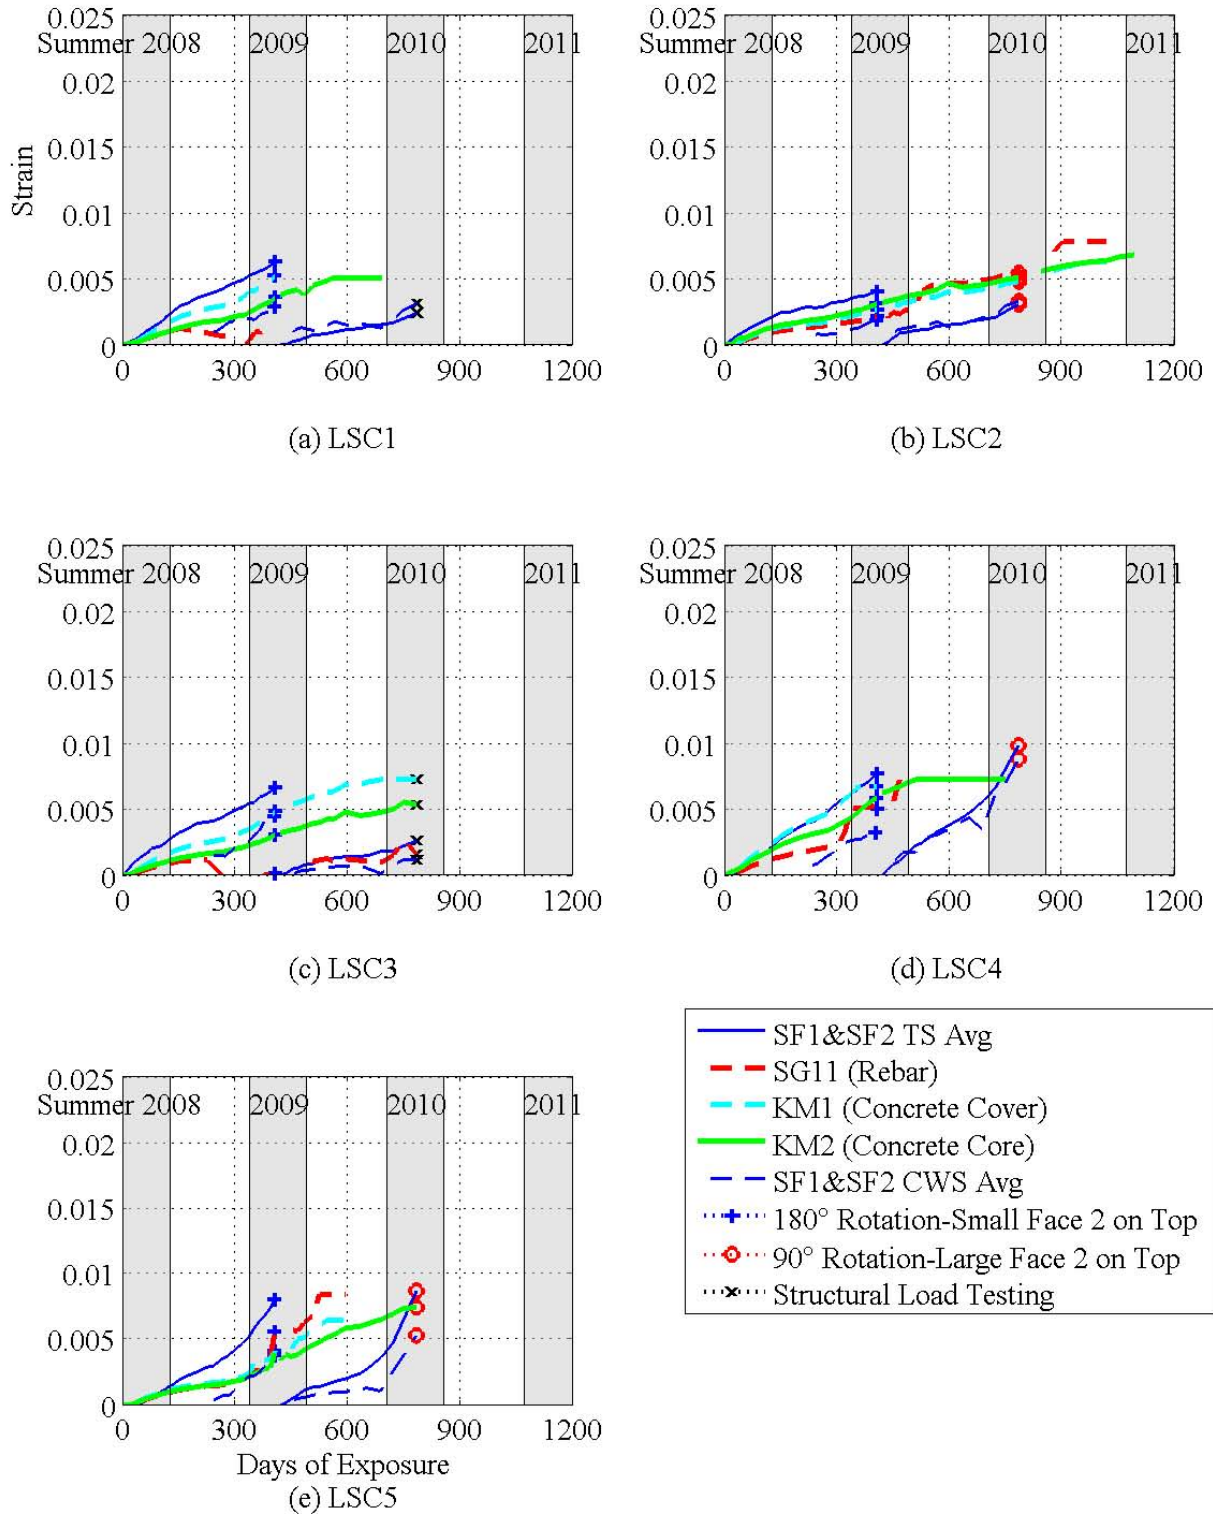 0.025
Summer 2008 2009 2010 2011
0.02
0.015
0.01
0.005
0
0 300 600 900 1200
Strain
(a) LSC1
0.025
Summer 2008 2009 2010 2011
0.02
0.015
0.01
0.005
0
0 300 600 900 1200
(b) LSC2
0.025
Summer 2008 2009 2010 2011
0.02
0.015
0.01
0.005
0
0 300 600 900 1200
(c) LSC3
0.025
Summer 2008 2009 2010 2011
0.02
0.015
0.01
0.005
0
0 300 600 900 1200
(d) LSC4
0.025
Summer 2008 2009 2010 2011
0.02
0.015
0.01
0.005
0
0 300 600 900 1200
Days of Exposure
(e) LSC5
SF1&SF2 TS Avg
SG11 (Rebar)
KM1 (Concrete Cover)
KM2 (Concrete Core)
SF1&SF2 CWS Avg
180° Rotation-Small Face 2 on Top
90° Rotation-Large Face 2 on Top
Structural Load Testing